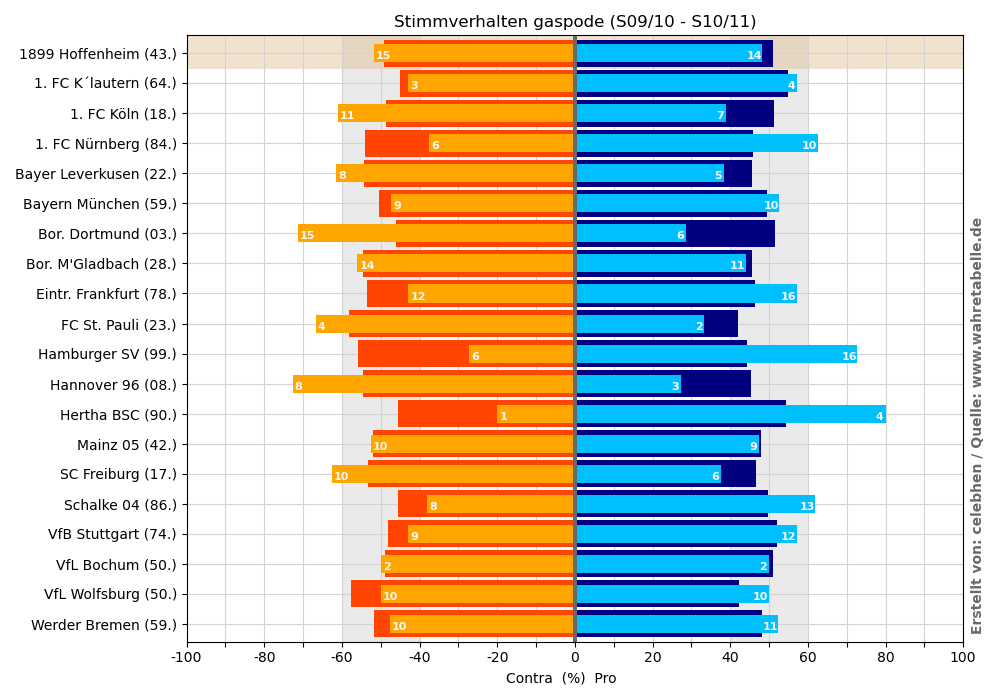 Stimmverhalten gaspode (S09/10 - S10/11)
1899 Hoffenheim (43.) 15 14
1. FC K´lautern (64.) 3 4
1. FC Köln (18.) 11 7
1. FC Nürnberg (84.) 6 10
Bayer Leverkusen (22.) 8 5
Bayern München (59.) 9 10
Bor. Dortmund (03.) 15 6
Bor. M'Gladbach (28.) 14 11
Eintr. Frankfurt (78.) 12 16
FC St. Pauli (23.) 4 2
Hamburger SV (99.) 6 16
Hannover 96 (08.) 8 3
Hertha BSC (90.) 1 4
Mainz 05 (42.) 10 9
SC Freiburg (17.) 10 6
Schalke 04 (86.) 8 13
VfB Stuttgart (74.) 9 12
VfL Bochum (50.) 2 2
VfL Wolfsburg (50.) 10 10
Werder Bremen (59.) 10 11
-100 -80 -60 -40 -20 0 20 40 60 80 100
Contra (%) Pro
Erstellt von: celebhen / Quelle: www.wahretabelle.de